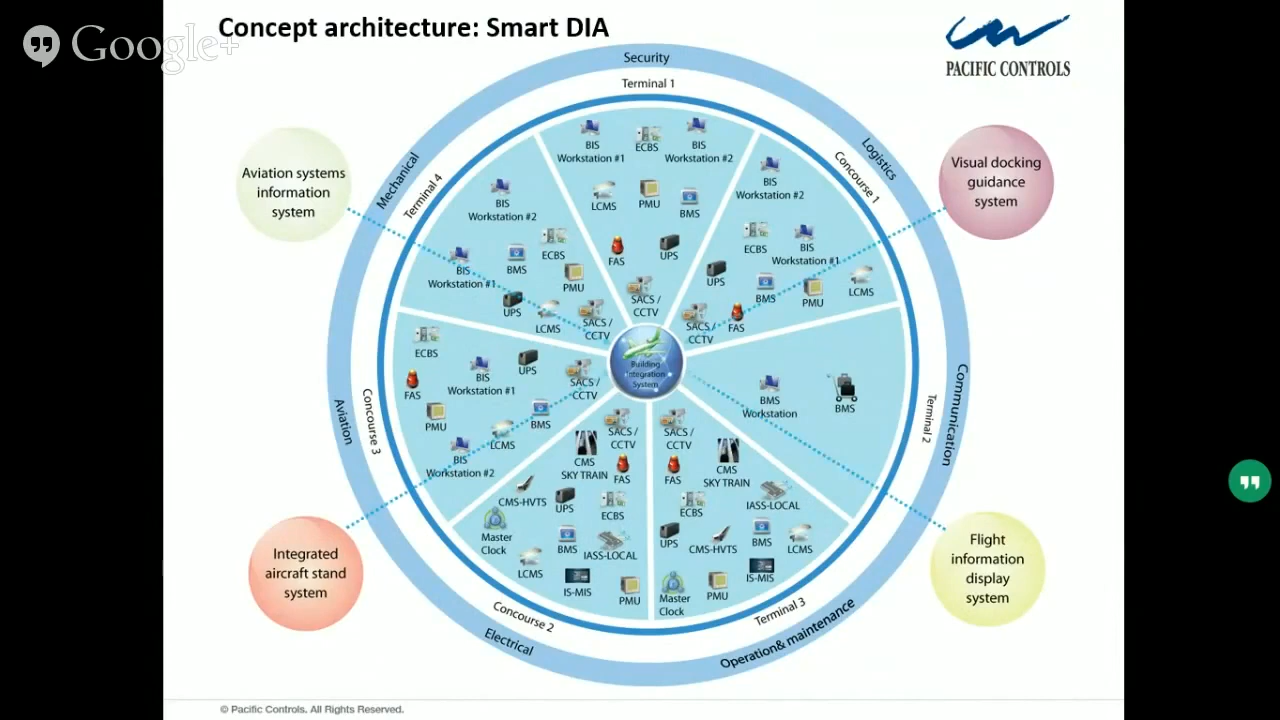 Concept architecture: Smart DIA
Google+
PACIFIC CONTROLS
Security
Terminal 1
Logistics
Concourse 1
Communication
Terminal 2
Operation& maintenance
Terminal 3
Electrical
Concourse 2
Aviation
Concourse 3
Mechanical
Terminal 4
Aviation systems
information
system
Visual docking
guidance
system
Integrated
aircraft stand
system
Flight
information
display
system
Building
Integration
System
BIS
Workstation #1
ECBS
BIS
Workstation #2
LCMS
PMU
BMS
FAS
UPS
SACS /
CCTV
BIS
Workstation #2
ECBS
BIS
Workstation #1
UPS
BMS
PMU
LCMS
SACS /
CCTV
FAS
BMS
Workstation
BMS
SACS /
CCTV
FAS
CMS
SKY TRAIN
IASS-LOCAL
ECBS
UPS
CMS-HVTS
BMS
LCMS
IS-MIS
Master
Clock
PMU
SACS /
CCTV
CMS
SKY TRAIN
FAS
CMS-HVTS
UPS
ECBS
Master
Clock
BMS
IASS-LOCAL
LCMS
IS-MIS
PMU
ECBS
BIS
Workstation #1
UPS
SACS /
CCTV
FAS
PMU
BMS
LCMS
BIS
Workstation #2
BIS
Workstation #2
ECBS
BIS
Workstation #1
BMS
PMU
UPS
LCMS
SACS /
CCTV
© Pacific Controls. All Rights Reserved.